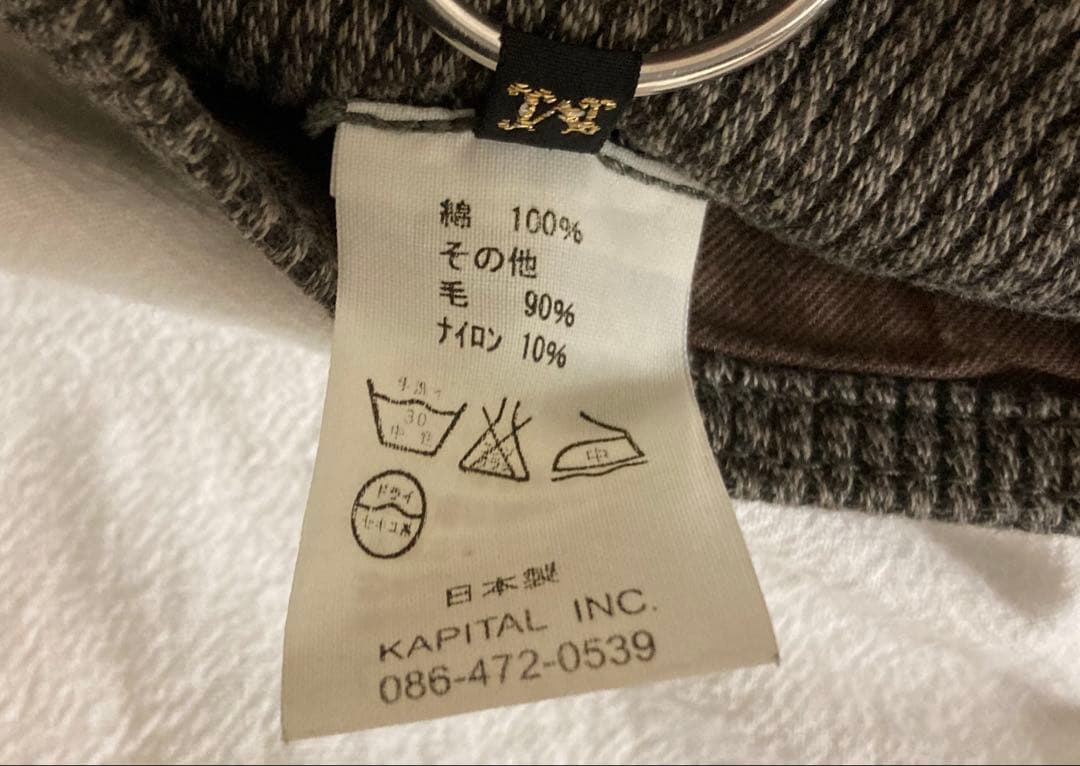 M
綿 100%
その他
毛 90%
ナイロン 10%
手洗イ
30
中性
中
ドライ
セキユ系
日本製
KAPITAL INC.
086-472-0539